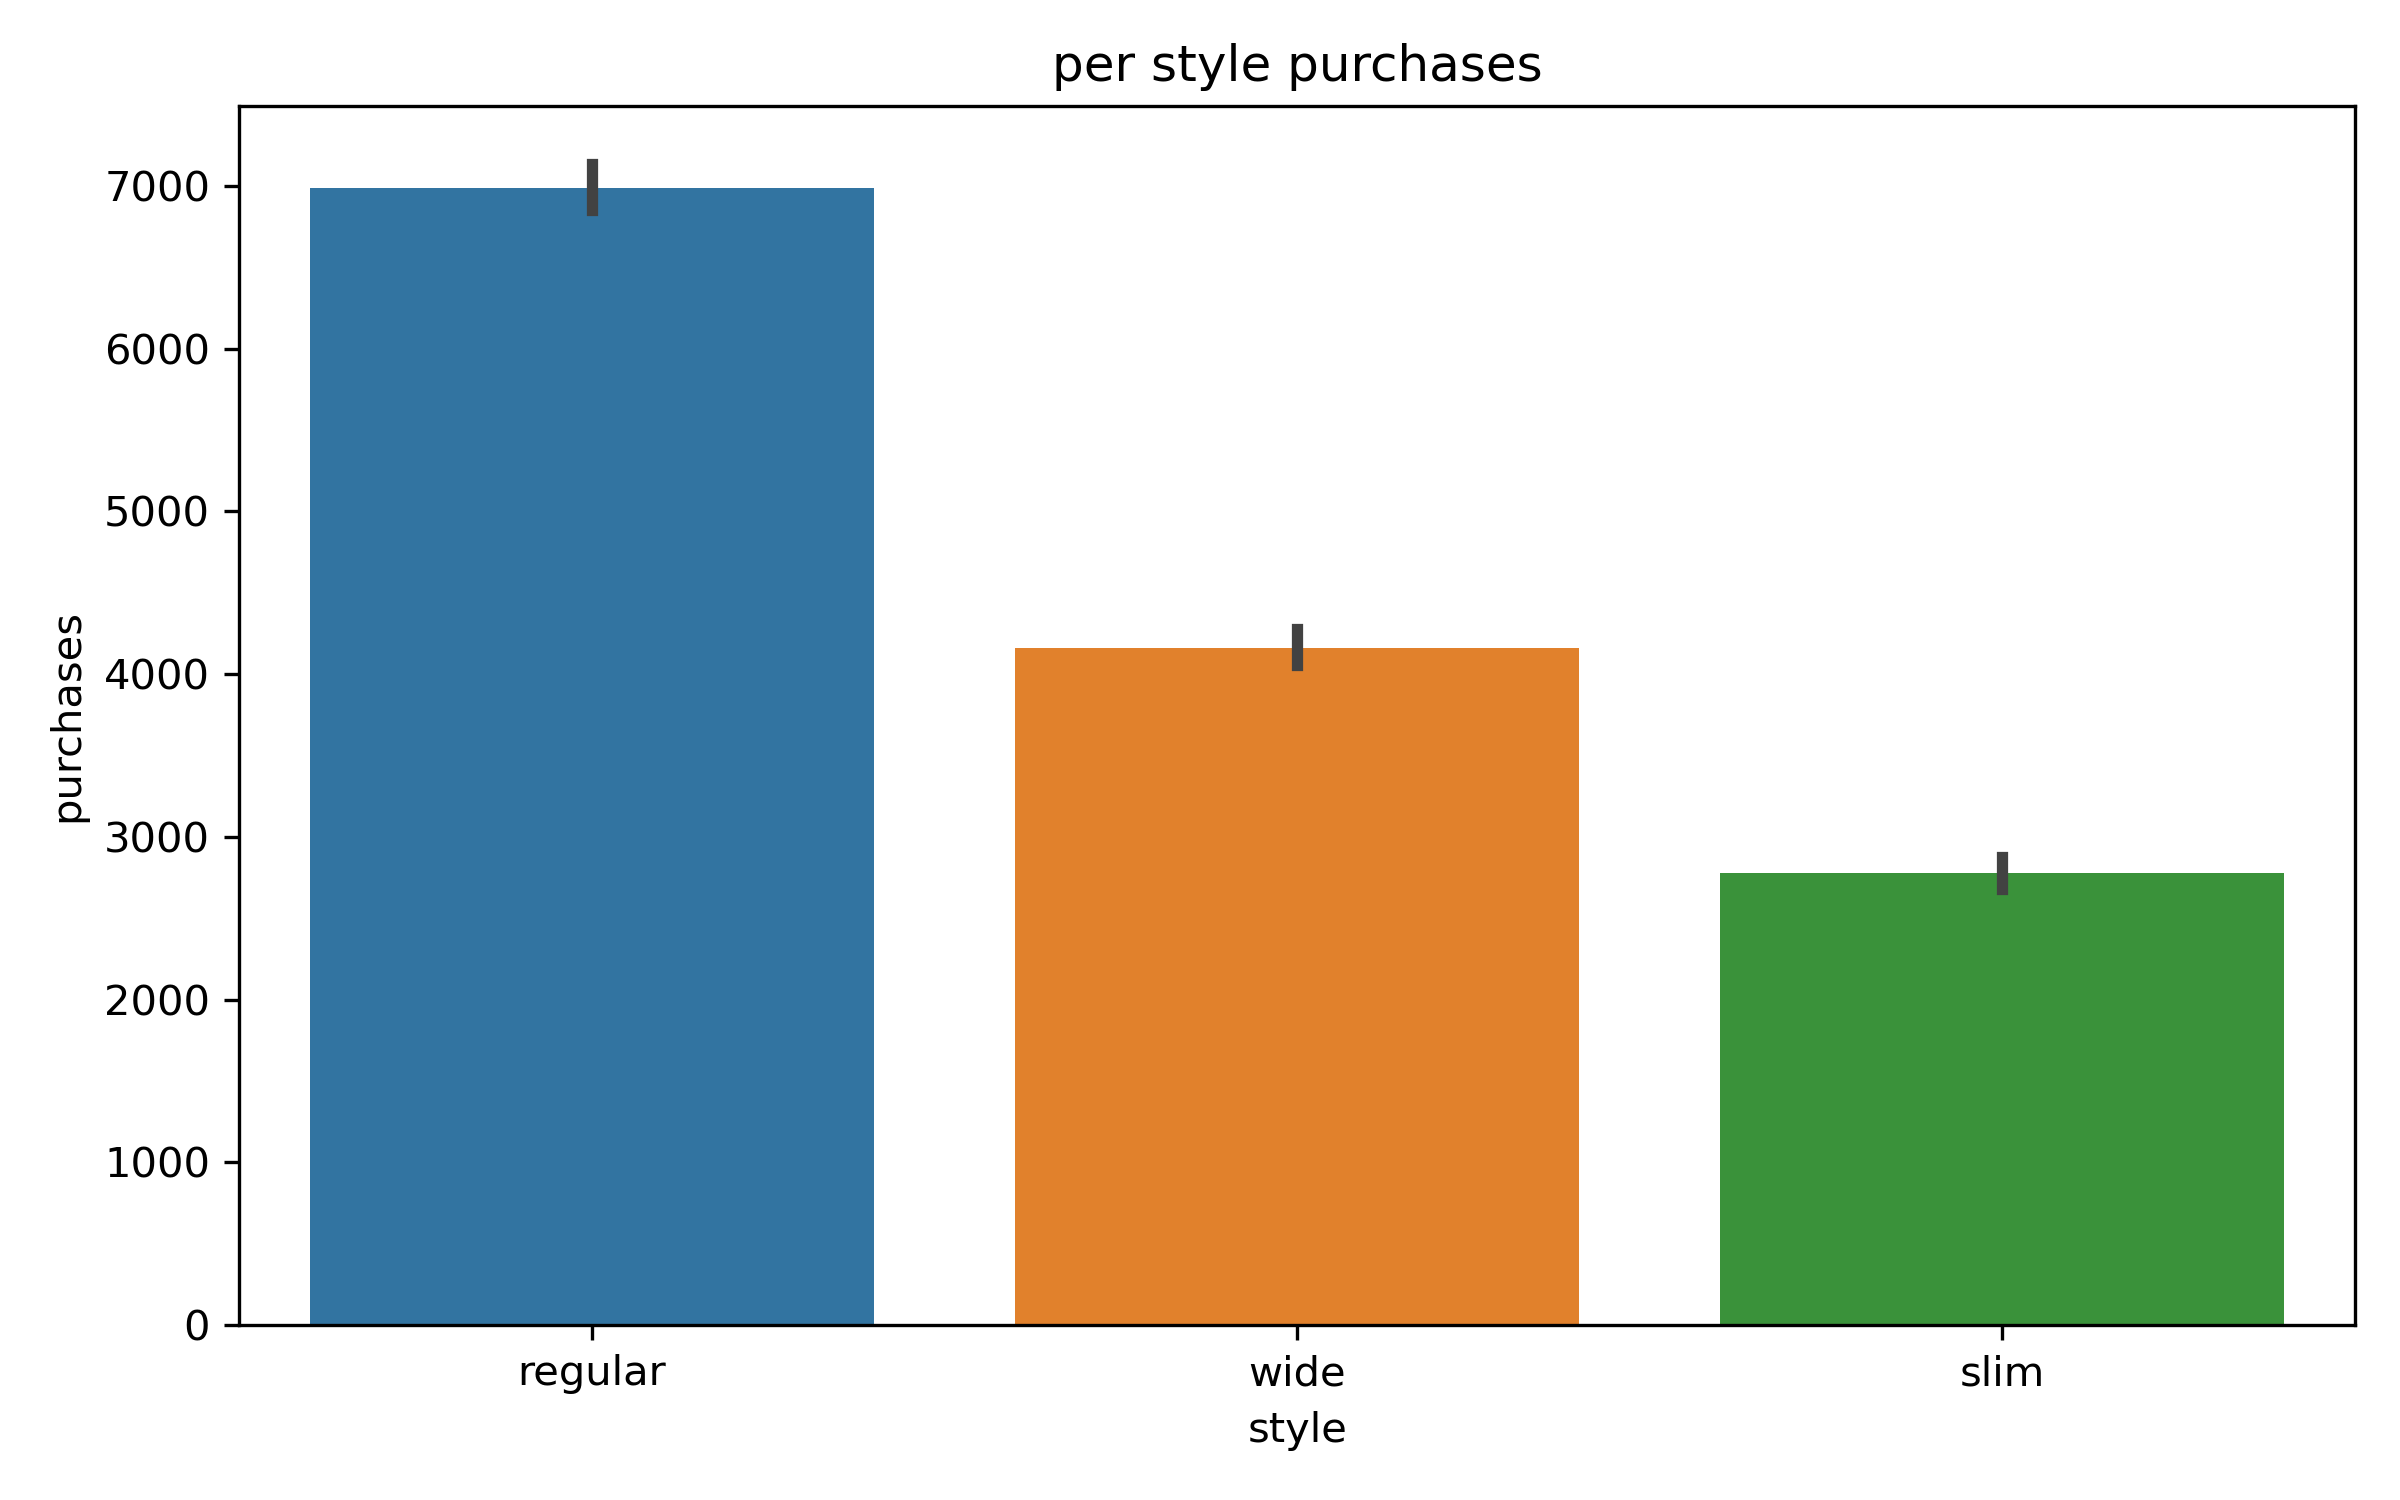 per style purchases
purchases
7000
6000
5000
4000
3000
2000
1000
0
regular
wide
slim
style